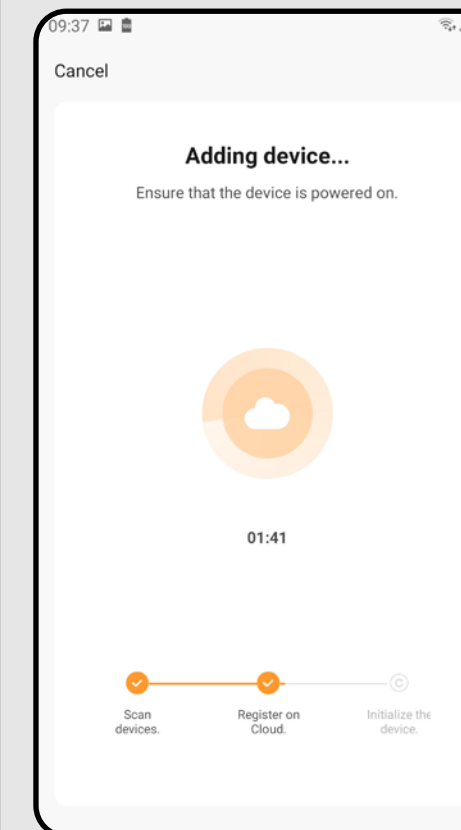 09:37
Cancel
Adding device...
Ensure that the device is powered on.
01:41
Scan
devices.
Register on
Cloud.
Initialize the
device.